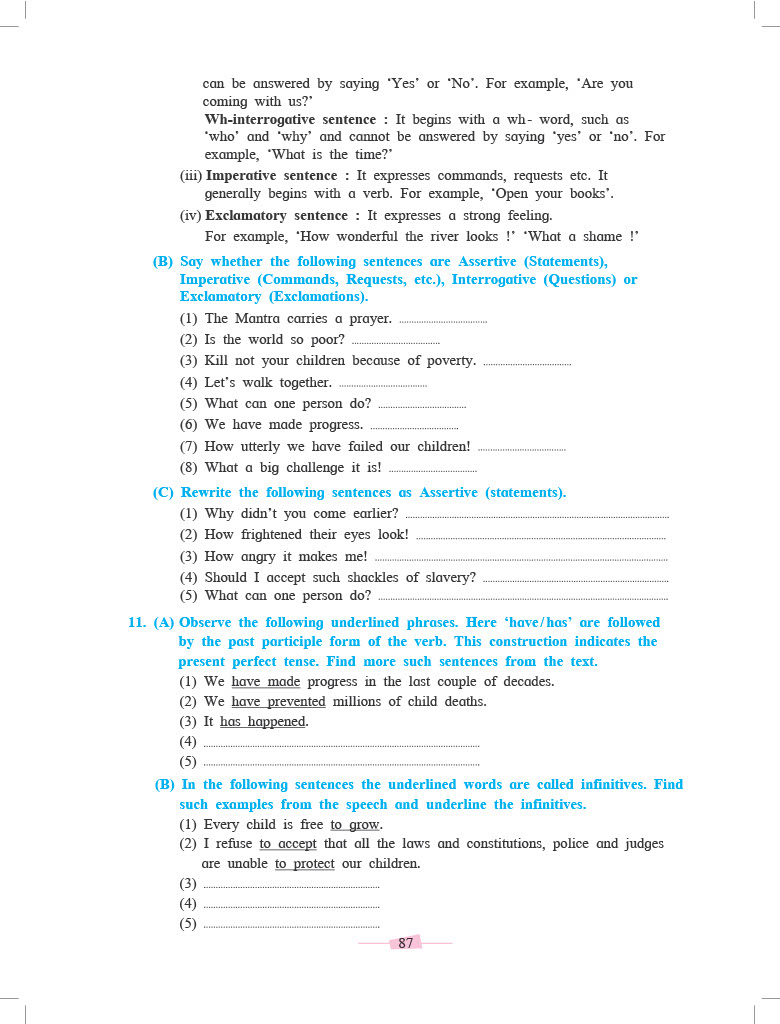 can be answered by saying ‘Yes’ or ‘No’. For example, ‘Are you
coming with us?’
Wh-interrogative sentence : It begins with a wh- word, such as
‘who’ and ‘why’ and cannot be answered by saying ‘yes’ or ‘no’. For
example, ‘What is the time?’
(iii) Imperative sentence : It expresses commands, requests etc. It
generally begins with a verb. For example, ‘Open your books’.
(iv) Exclamatory sentence : It expresses a strong feeling.
For example, ‘How wonderful the river looks !’ ‘What a shame !’
(B) Say whether the following sentences are Assertive (Statements),
Imperative (Commands, Requests, etc.), Interrogative (Questions) or
Exclamatory (Exclamations).
(1) The Mantra carries a prayer. ....................................
(2) Is the world so poor? ....................................
(3) Kill not your children because of poverty. ....................................
(4) Let’s walk together. ....................................
(5) What can one person do? ....................................
(6) We have made progress. ....................................
(7) How utterly we have failed our children! ....................................
(8) What a big challenge it is! ....................................
(C) Rewrite the following sentences as Assertive (statements).
(1) Why didn’t you come earlier? ....................................
(2) How frightened their eyes look! ....................................
(3) How angry it makes me! ....................................
(4) Should I accept such shackles of slavery? ....................................
(5) What can one person do? ....................................
11. (A) Observe the following underlined phrases. Here ‘have/has’ are followed
by the past participle form of the verb. This construction indicates the
present perfect tense. Find more such sentences from the text.
(1) We have made progress in the last couple of decades.
(2) We have prevented millions of child deaths.
(3) It has happened.
(4) ....................................
(5) ....................................
(B) In the following sentences the underlined words are called infinitives. Find
such examples from the speech and underline the infinitives.
(1) Every child is free to grow.
(2) I refuse to accept that all the laws and constitutions, police and judges
are unable to protect our children.
(3) ....................................
(4) ....................................
(5) ....................................
87